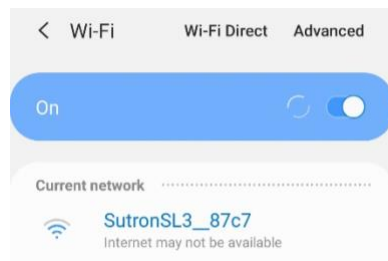 Wi-Fi Wi-Fi Direct Advanced
On
Current network
SutronSL3__87c7
Internet may not be available